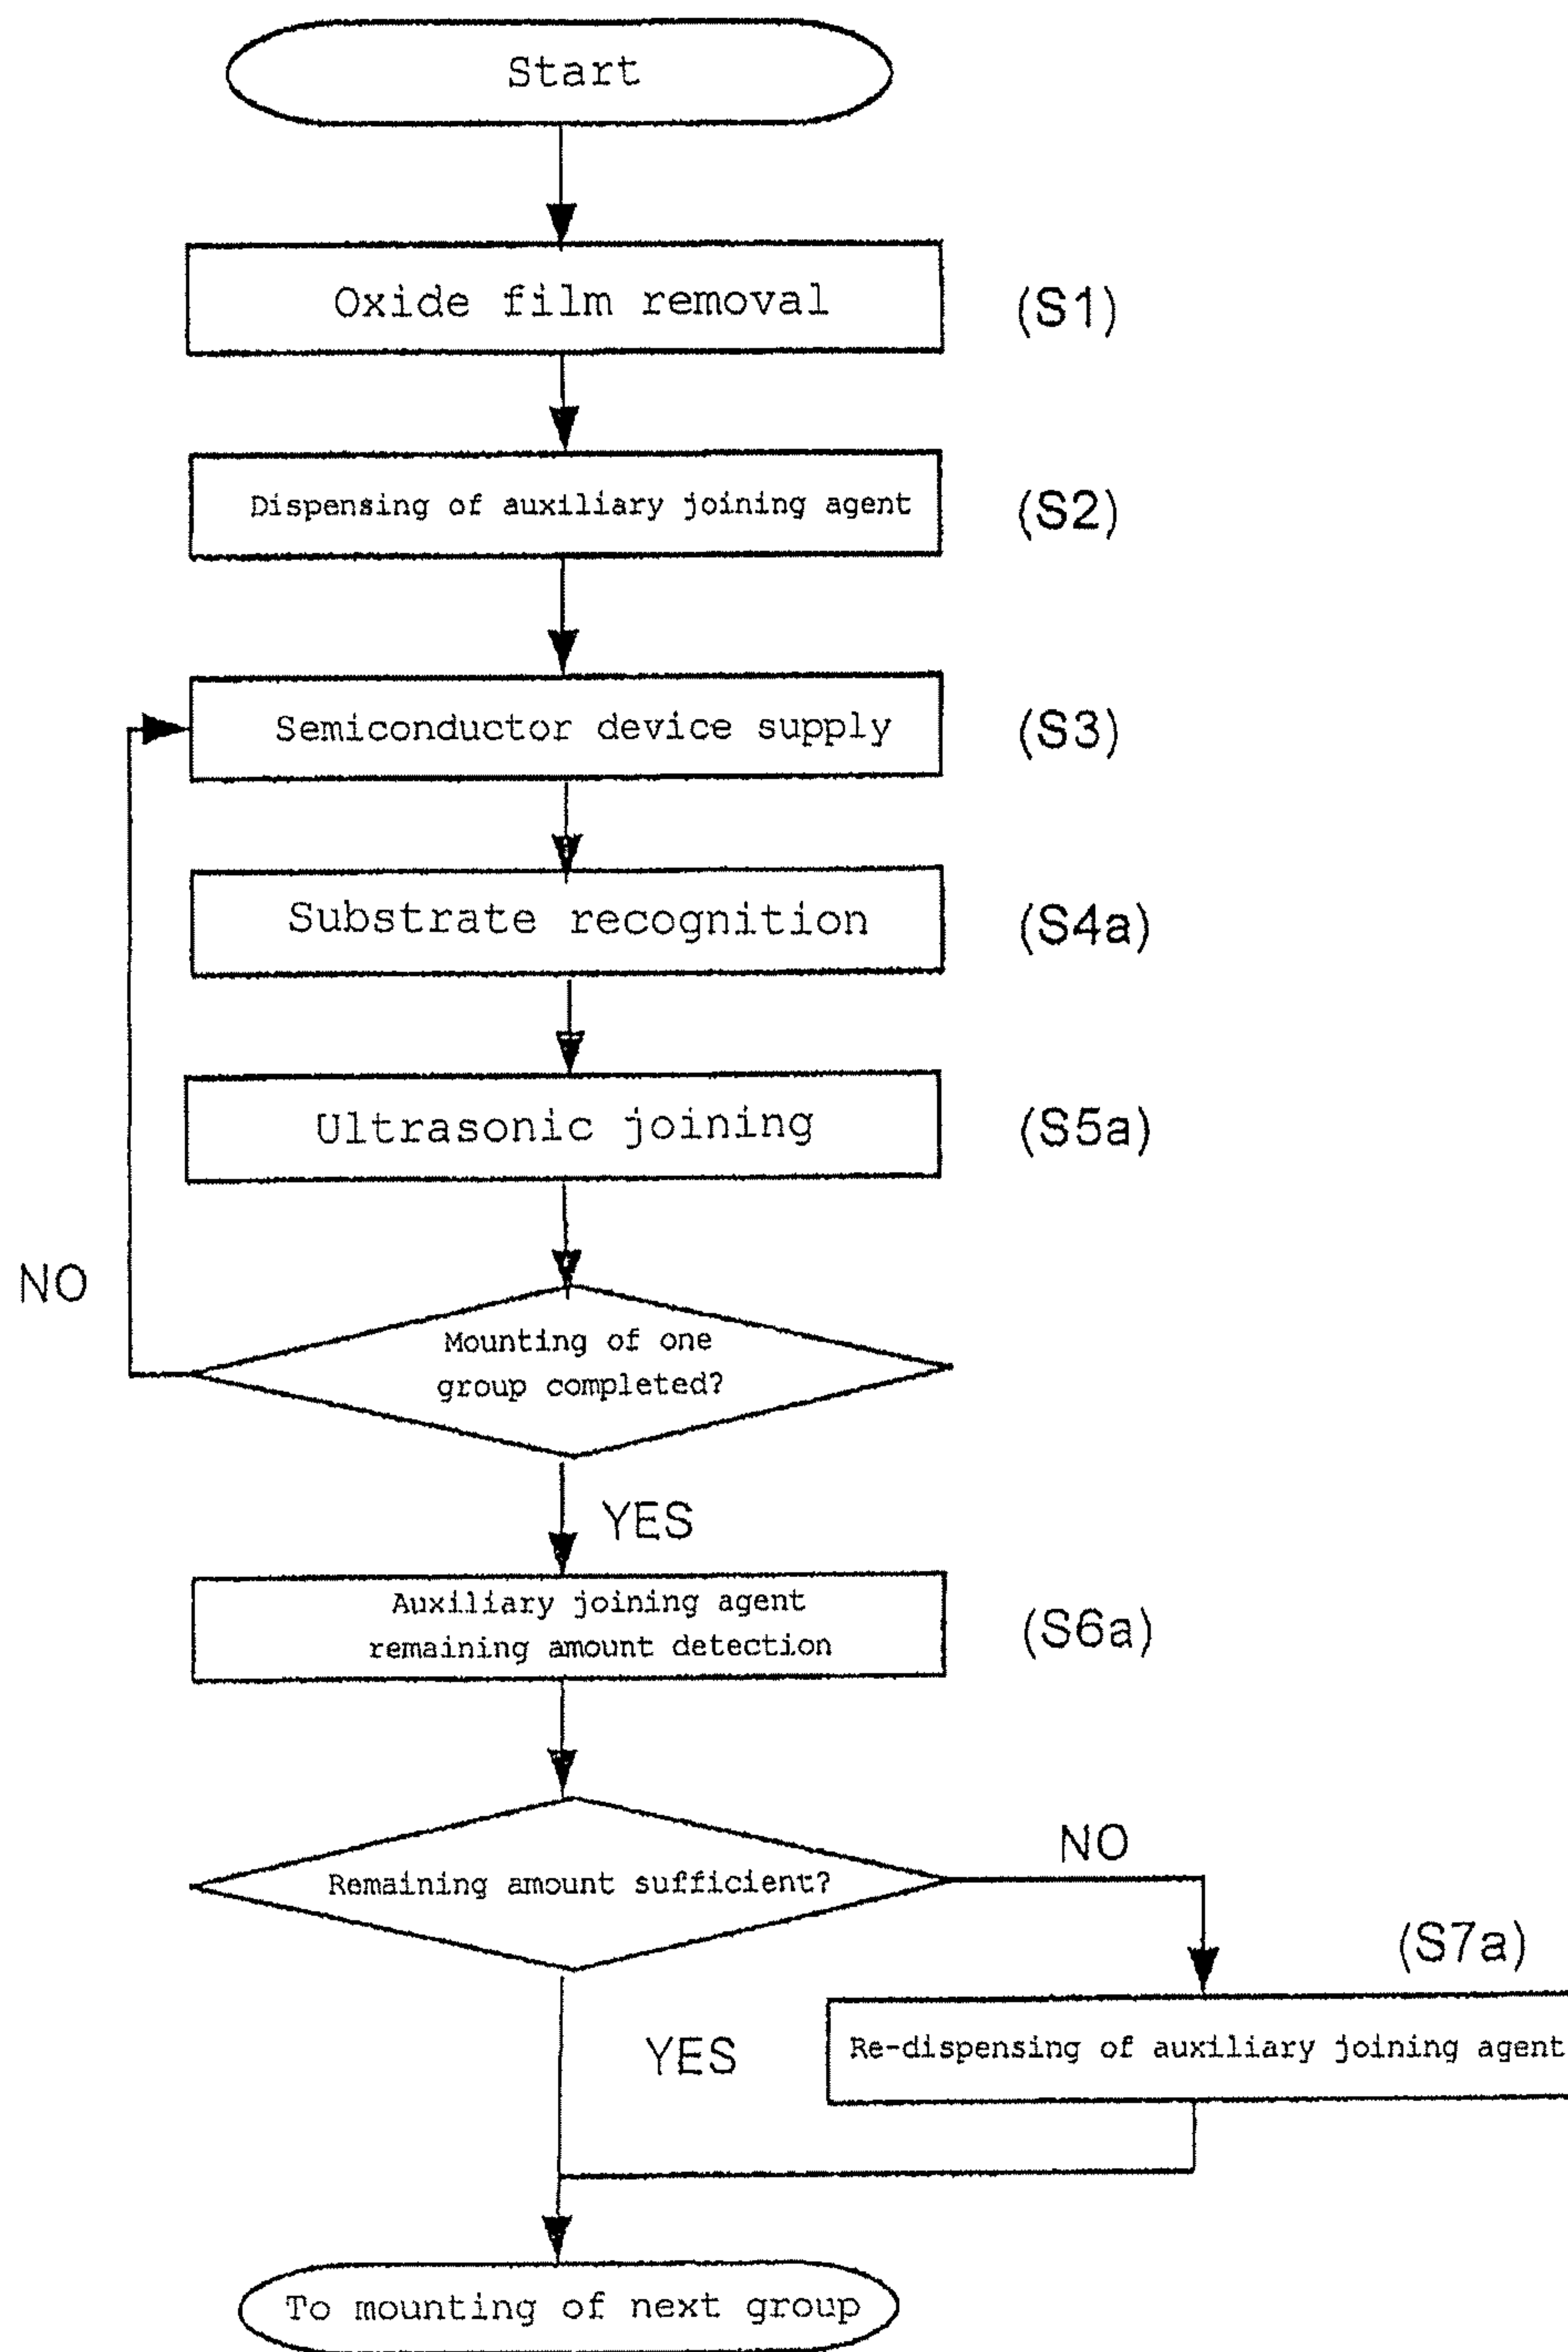 Start
Oxide film removal
(S1)
Dispensing of auxiliary joining agent
(S2)
Semiconductor device supply
(S3)
Substrate recognition
(S4a)
Ultrasonic joining
(S5a)
NO
Mounting of one
group completed?
YES
Auxiliary joining agent
remaining amount detection
(S6a)
NO
Remaining amount sufficient?
(S7a)
YES
Re-dispensing of auxiliary joining agent
To mounting of next group